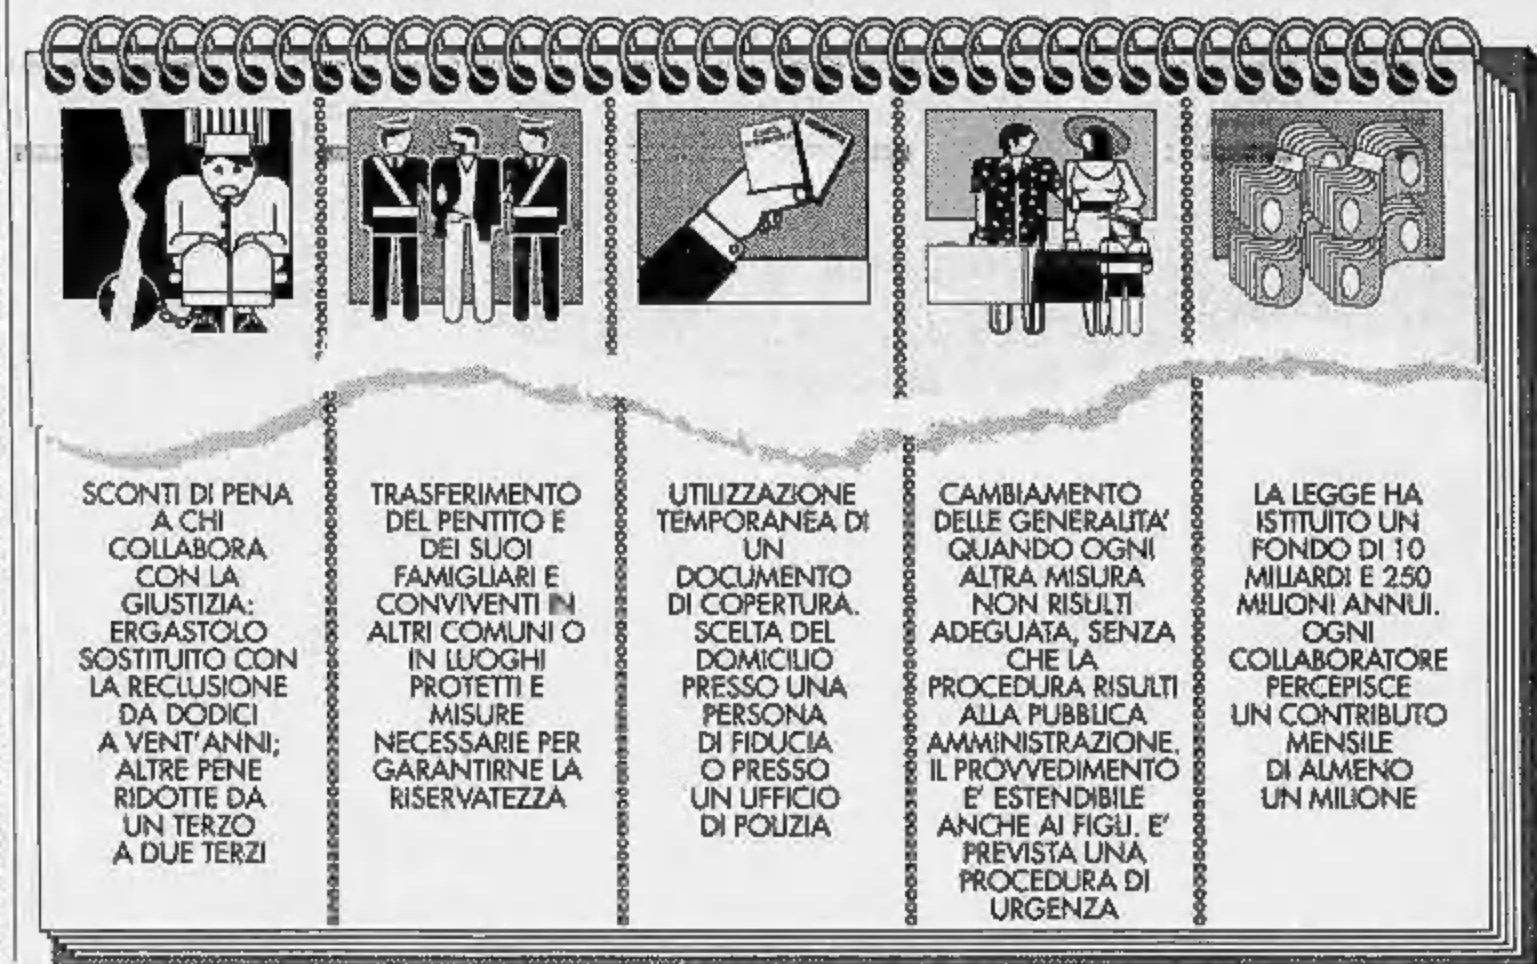 SCONTI DI PENA
A CHI
COLLABORA
CON LA
GIUSTIZIA:
ERGASTOLO
SOSTITUITO CON
LA RECLUSIONE
DA DODICI
A VENT'ANNI;
ALTRE PENE
RIDOTTE DA
UN TERZO
A DUE TERZI
TRASFERIMENTO
DEL PENTITO E
DEI SUOI
FAMIGLIARI E
CONVIVENTI IN
ALTRI COMUNI O
IN LUOGHI
PROTETTI E
MISURE
NECESSARIE PER
GARANTIRNE LA
RISERVATEZZA
UTILIZZAZIONE
TEMPORANEA DI
UN
DOCUMENTO
DI COPERTURA.
SCELTA DEL
DOMICILIO
PRESSO UNA
PERSONA
DI FIDUCIA
O PRESSO
UN UFFICIO
DI POLIZIA
CAMBIAMENTO
DELLE GENERALITA'
QUANDO OGNI
ALTRA MISURA
NON RISULTI
ADEGUATA, SENZA
CHE LA
PROCEDURA RISULTI
ALLA PUBBLICA
AMMINISTRAZIONE.
IL PROVVEDIMENTO
E' ESTENDIBILE
ANCHE AI FIGLI. E'
PREVISTA UNA
PROCEDURA DI
URGENZA
LA LEGGE HA
ISTITUITO UN
FONDO DI 10
MILIARDI E 250
MILIONI ANNUI.
OGNI
COLLABORATORE
PERCEPISCE
UN CONTRIBUTO
MENSILE
DI ALMENO
UN MILIONE